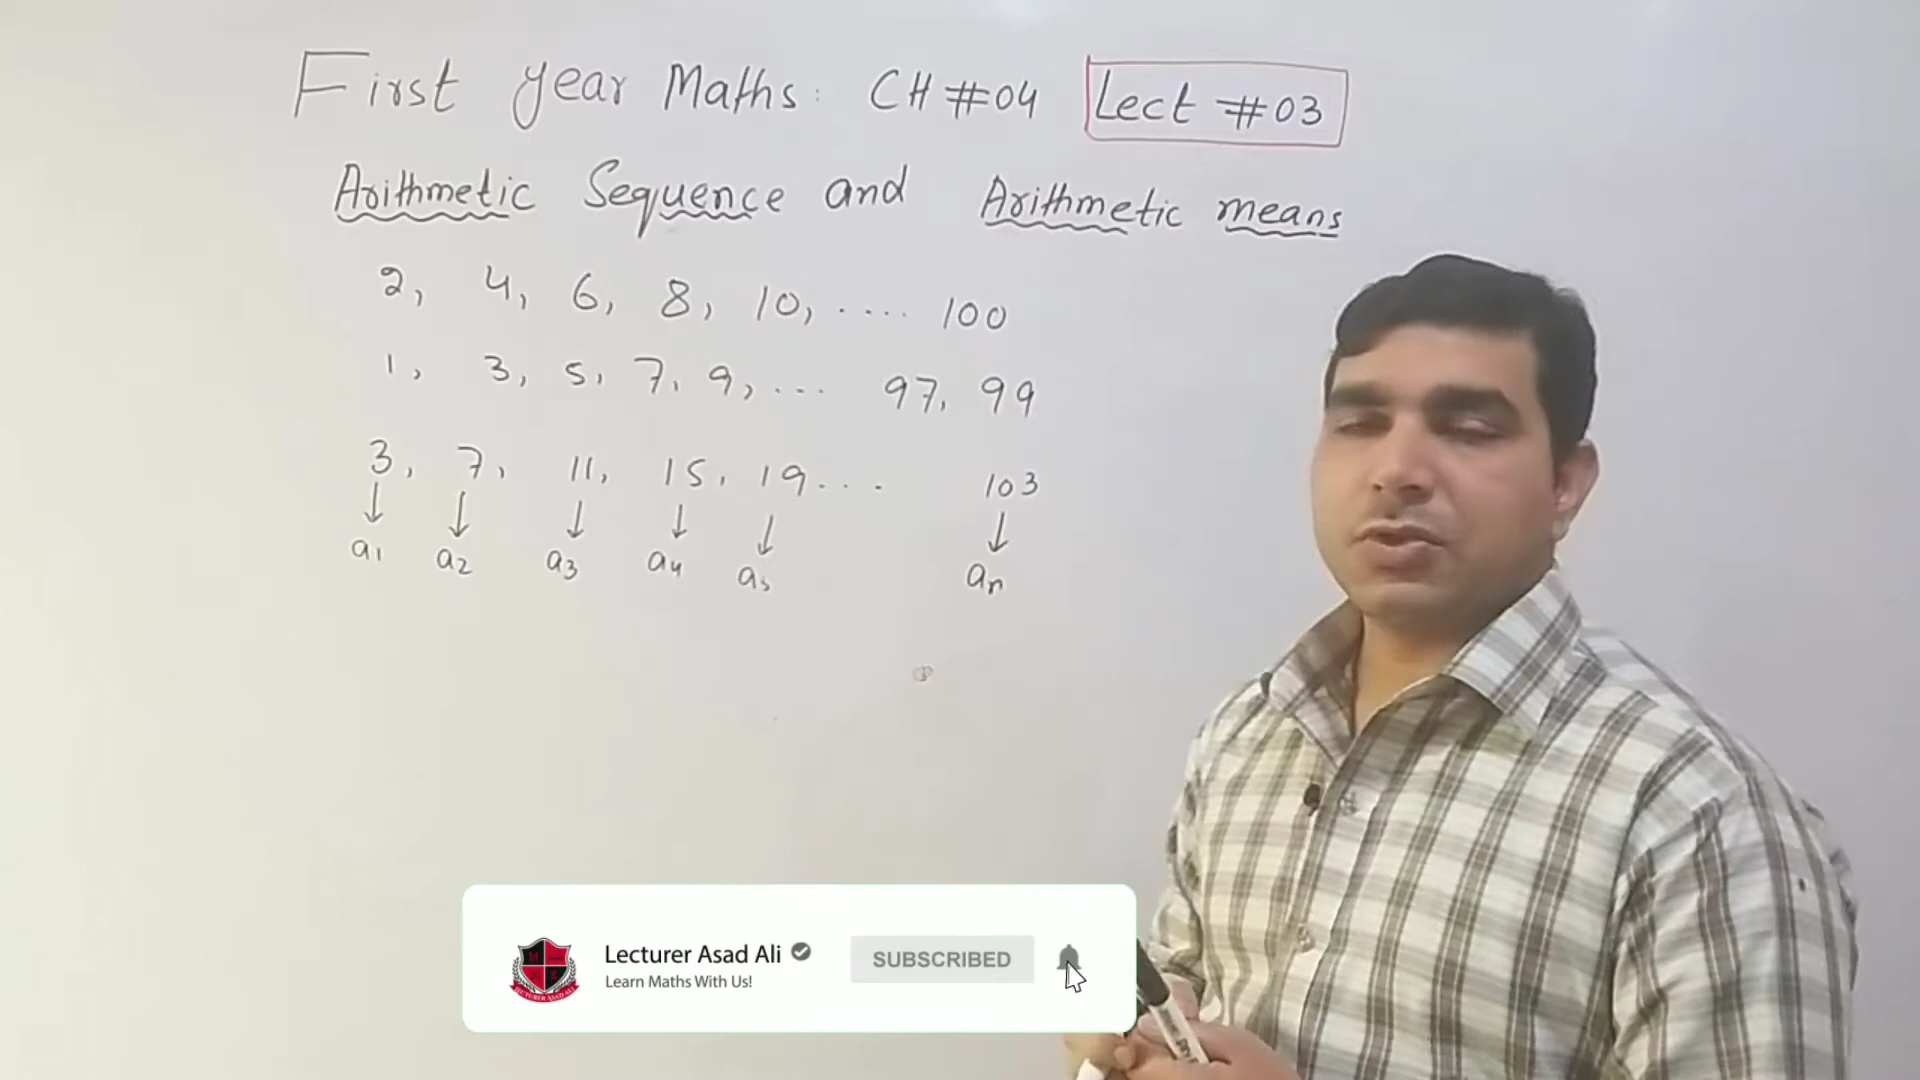 First year Maths: CH #04 Lect #03
Arithmetic Sequence and Arithmetic means
2, 4, 6, 8, 10, .... 100
1, 3, 5, 7, 9, ... 97, 99
3, 7, 11, 15, 19 ... 103
↓ ↓ ↓ ↓ ↓ ↓
a1 a2 a3 a4 a5 an
Lecturer Asad Ali
SUBSCRIBED
Learn Maths With Us!